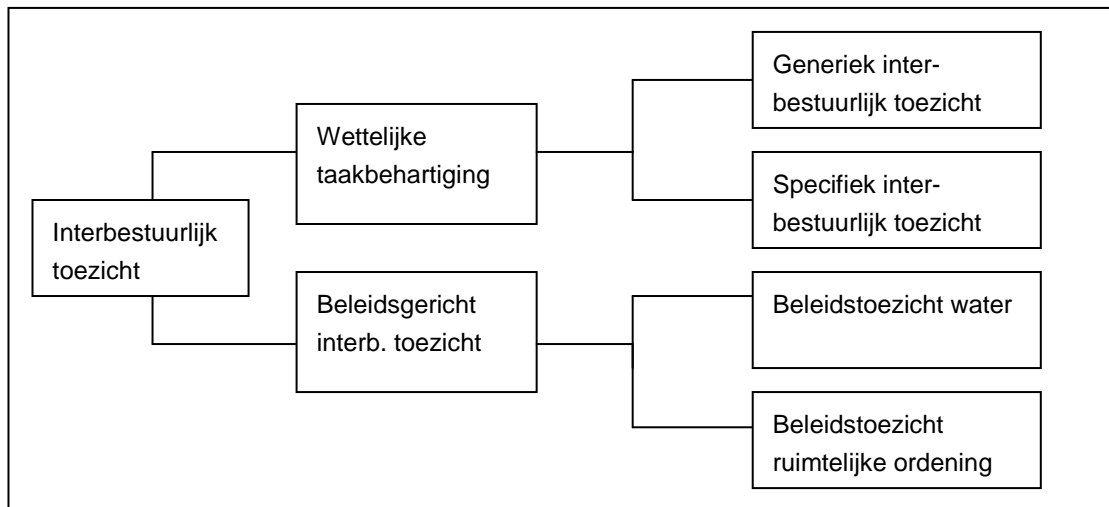 Interbestuurlijk
toezicht
Wettelijke
taakbehartiging
Beleidsgericht
interb. toezicht
Generiek inter-
bestuurlijk toezicht
Specifiek inter-
bestuurlijk toezicht
Beleidstoezicht water
Beleidstoezicht
ruimtelijke ordening